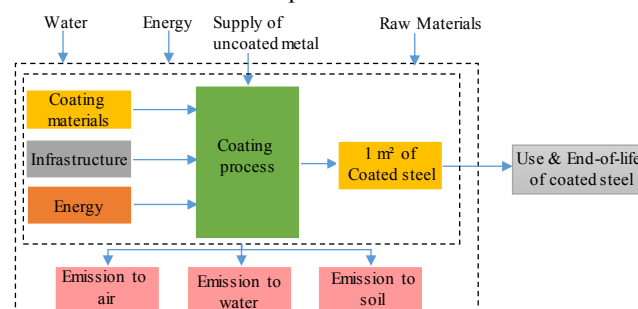 Water
Energy
Supply of
uncoated metal
Raw Materials
Coating
materials
Infrastructure
Energy
Coating
process
1 m² of
Coated steel
Use & End-of-life
of coated steel
Emission to
air
Emission to
water
Emission to
soil